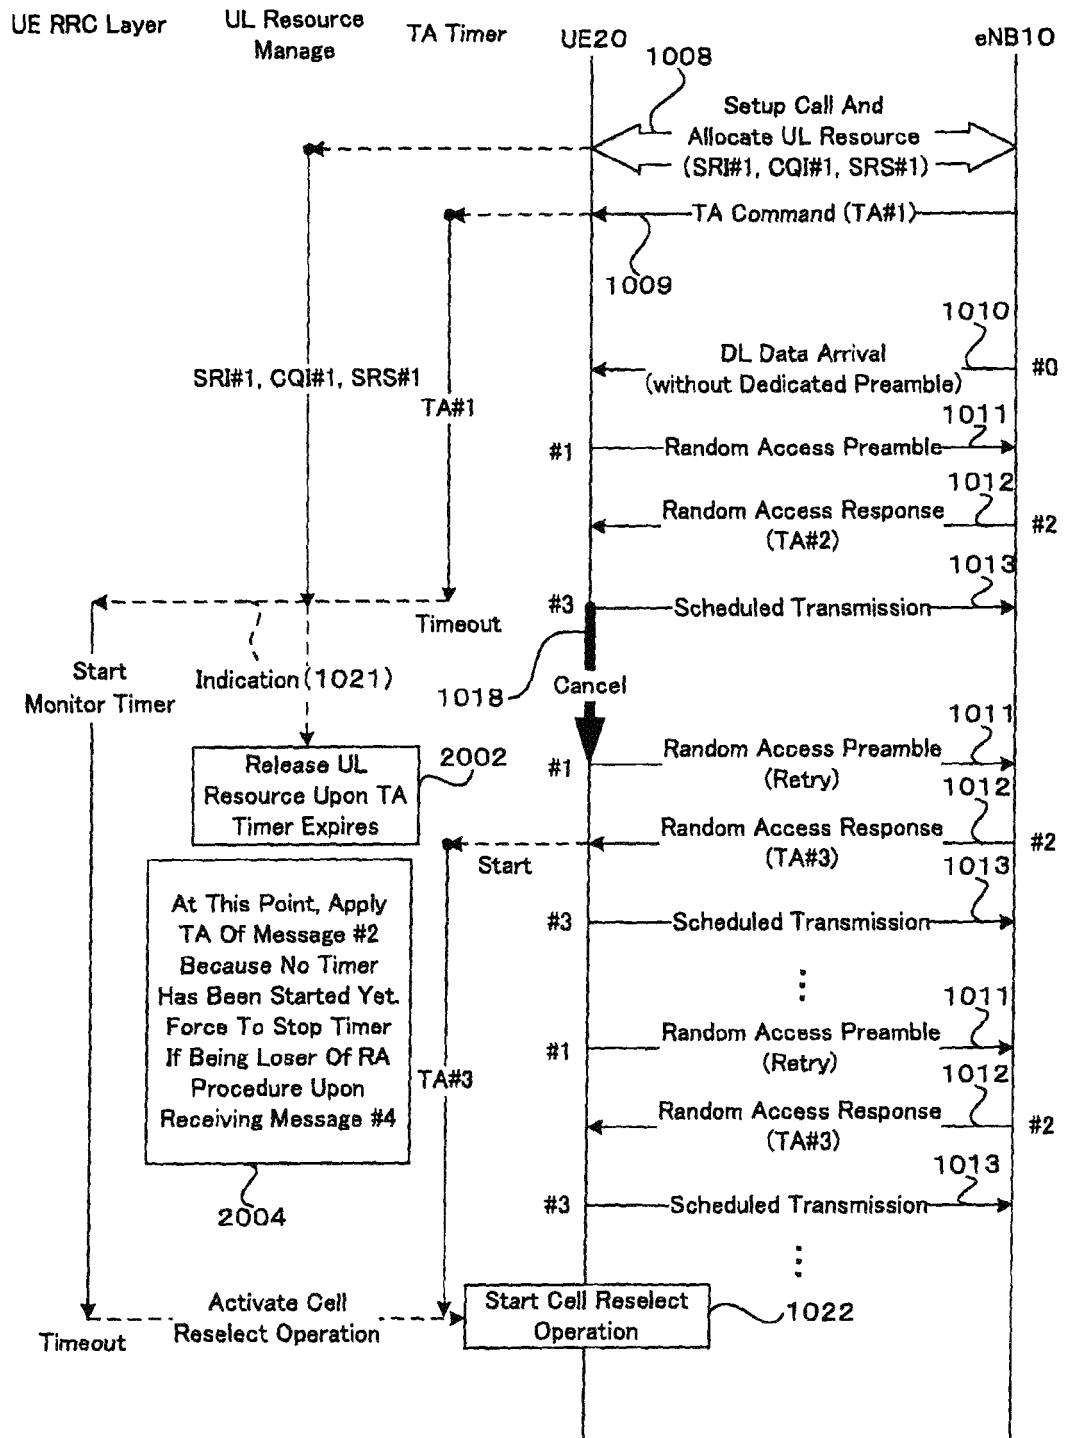 UE RRC Layer
UL Resource
Manage
TA Timer
UE20
eNB10
1008
Setup Call And
Allocate UL Resource
(SRI#1, CQI#1, SRS#1)
TA Command (TA#1)
1009
1010
DL Data Arrival
(without Dedicated Preamble)
#0
SRI#1, CQI#1, SRS#1
TA#1
1011
#1
Random Access Preamble
1012
Random Access Response
(TA#2)
#2
1013
#3
Scheduled Transmission
Timeout
Start
Monitor Timer
Indication(1021)
1018
Cancel
1011
Release UL
Resource Upon TA
Timer Expires
2002
#1
Random Access Preamble
(Retry)
1012
Random Access Response
(TA#3)
#2
Start
1013
#3
Scheduled Transmission
At This Point, Apply
TA Of Message #2
Because No Timer
Has Been Started Yet.
Force To Stop Timer
If Being Loser Of RA
Procedure Upon
Receiving Message #4
2004
TA#3
1011
#1
Random Access Preamble
(Retry)
1012
Random Access Response
(TA#3)
#2
1013
#3
Scheduled Transmission
Timeout
Activate Cell
Reselect Operation
Start Cell Reselect
Operation
1022